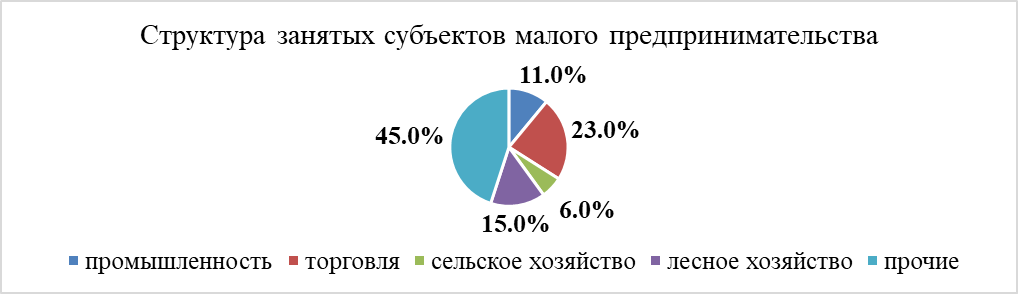 Структура занятых субъектов малого предпринимательства
11.0%
23.0%
6.0%
15.0%
45.0%
промышленность торговля сельское хозяйство лесное хозяйство прочие